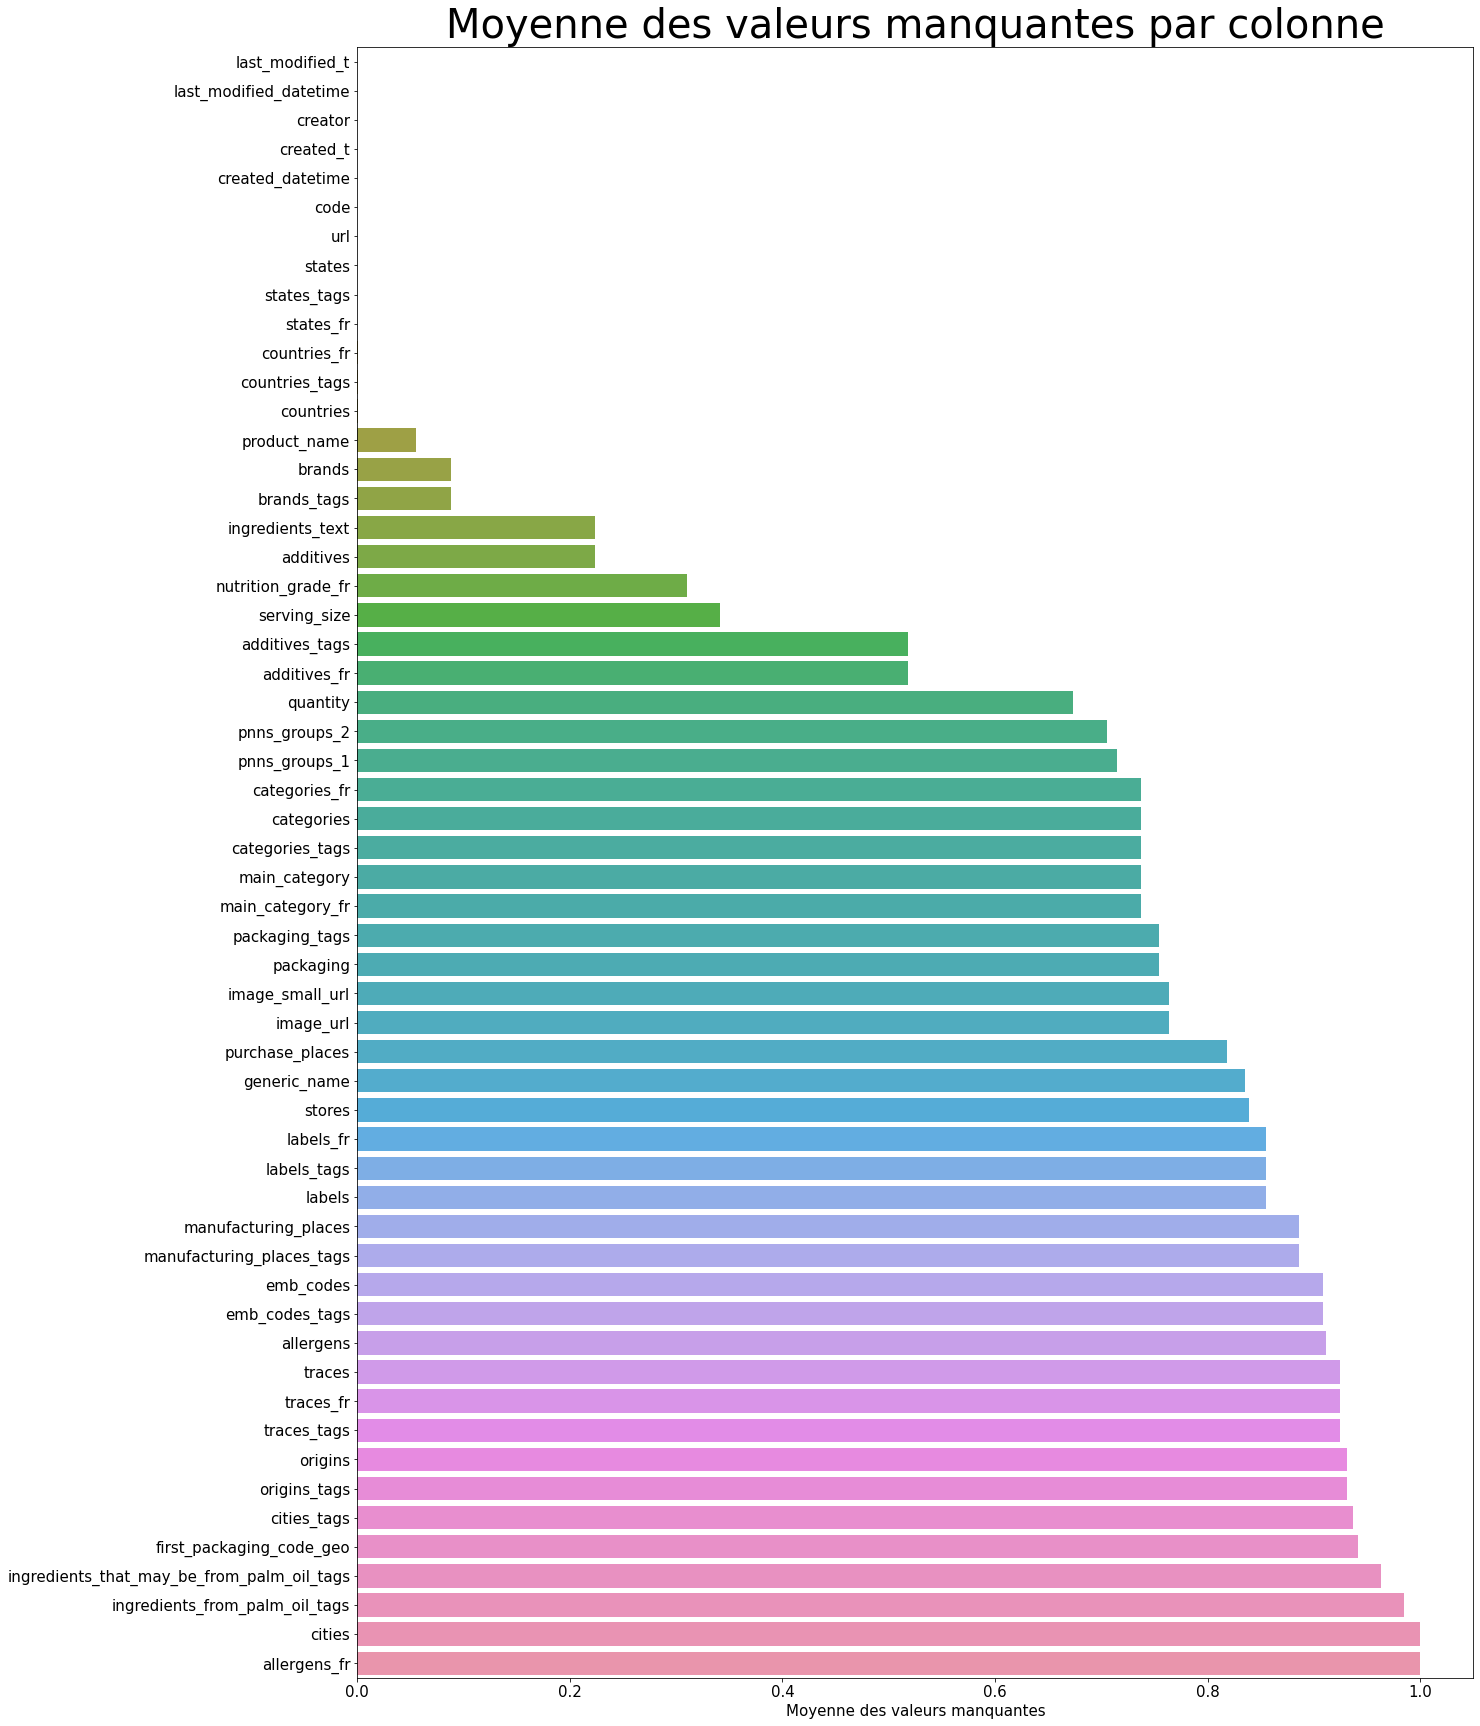 Moyenne des valeurs manquantes par colonne
last_modified_t
last_modified_datetime
creator
created_t
created_datetime
code
url
states
states_tags
states_fr
countries_fr
countries_tags
countries
product_name
brands
brands_tags
ingredients_text
additives
nutrition_grade_fr
serving_size
additives_tags
additives_fr
quantity
pnns_groups_2
pnns_groups_1
categories_fr
categories
categories_tags
main_category
main_category_fr
packaging_tags
packaging
image_small_url
image_url
purchase_places
generic_name
stores
labels_fr
labels_tags
labels
manufacturing_places
manufacturing_places_tags
emb_codes
emb_codes_tags
allergens
traces
traces_fr
traces_tags
origins
origins_tags
cities_tags
first_packaging_code_geo
ingredients_that_may_be_from_palm_oil_tags
ingredients_from_palm_oil_tags
cities
allergens_fr
0.0 0.2 0.4 0.6 0.8 1.0
Moyenne des valeurs manquantes